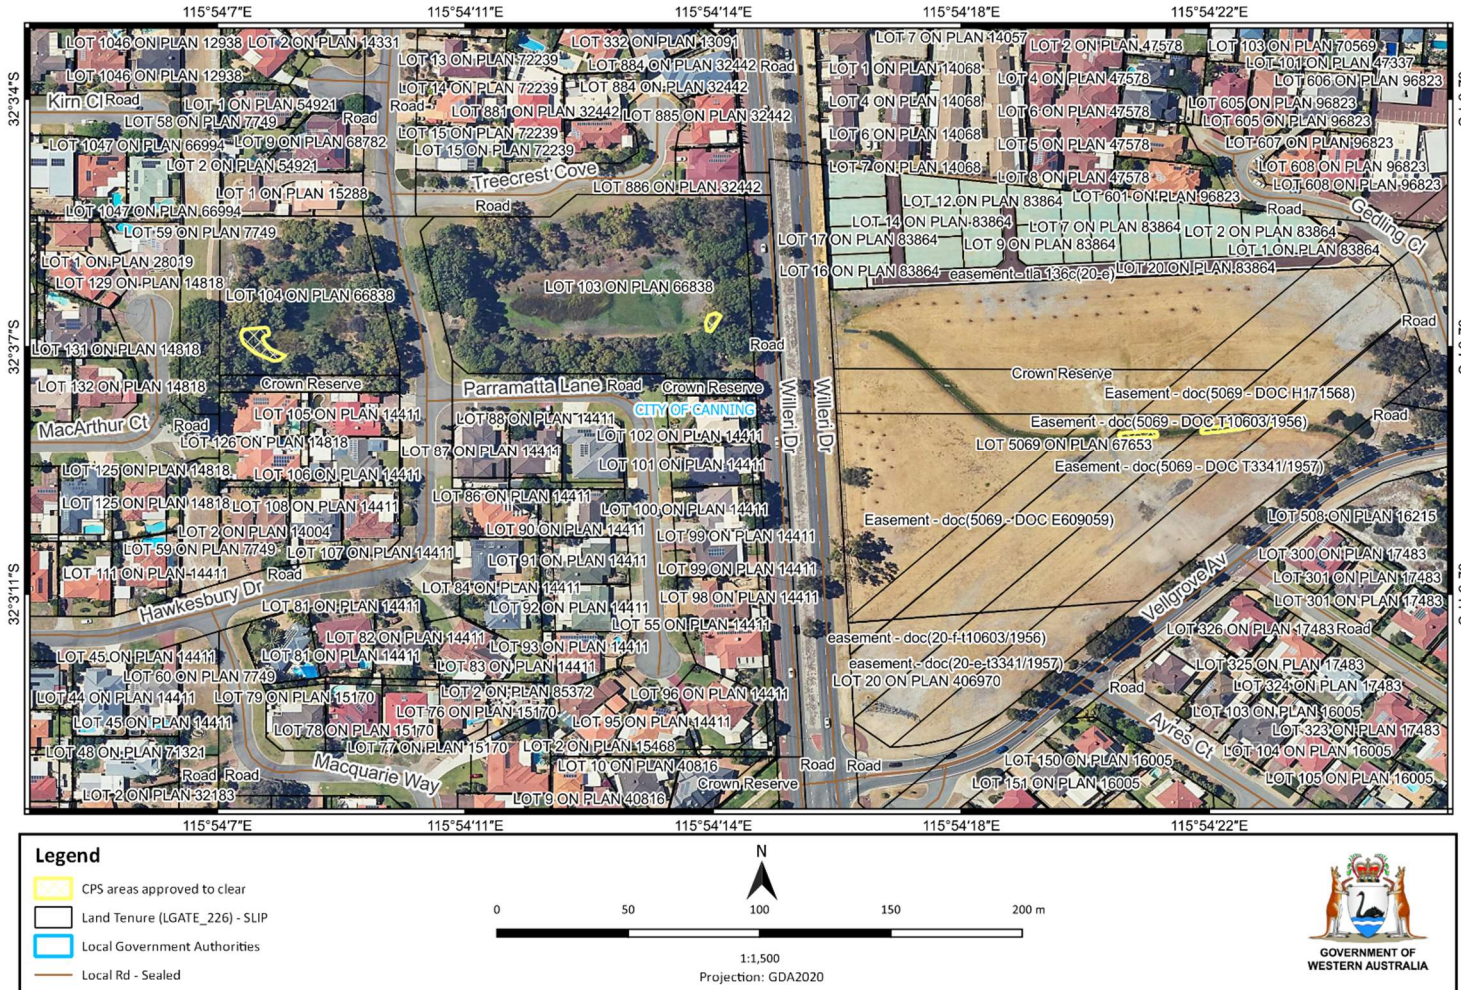 115°54'7"E 115°54'11"E 115°54'14"E 115°54'18"E 115°54'22"E
LOT 1046 ON PLAN 12938
LOT 2 ON PLAN 14331
LOT 332 ON PLAN 13091
LOT 7 ON PLAN 14057
LOT 2 ON PLAN 47578
LOT 103 ON PLAN 70569
LOT 1046 ON PLAN 12938
LOT 13 ON PLAN 72239
LOT 884 ON PLAN 32442
Road
LOT 1 ON PLAN 14068
LOT 4 ON PLAN 47578
LOT 101 ON PLAN 47337
LOT 606 ON PLAN 96823
32°3'4"S
Kirn Cl
Road
LOT 1 ON PLAN 54921
Road
LOT 14 ON PLAN 72239
LOT 884 ON PLAN 32442
LOT 4 ON PLAN 14068
LOT 6 ON PLAN 47578
LOT 605 ON PLAN 96823
LOT 58 ON PLAN 7749
Road
LOT 881 ON PLAN 32442
LOT 885 ON PLAN 32442
LOT 605 ON PLAN 96823
LOT 1047 ON PLAN 66994
LOT 9 ON PLAN 68782
LOT 15 ON PLAN 72239
LOT 15 ON PLAN 72239
LOT 6 ON PLAN 14068
LOT 5 ON PLAN 47578
LOT 607 ON PLAN 96823
LOT 2 ON PLAN 54921
LOT 7 ON PLAN 14068
LOT 8 ON PLAN 47578
LOT 608 ON PLAN 96823
LOT 608 ON PLAN 96823
LOT 1 ON PLAN 15288
Treecrest Cove
LOT 886 ON PLAN 32442
LOT 12 ON PLAN 83864
LOT 601 ON PLAN 96823
LOT 1047 ON PLAN 66994
Road
Road
Gedling Cl
LOT 59 ON PLAN 7749
LOT 14 ON PLAN 83864
LOT 7 ON PLAN 83864
LOT 2 ON PLAN 83864
LOT 17 ON PLAN 83864
LOT 9 ON PLAN 83864
LOT 1 ON PLAN 83864
LOT 1 ON PLAN 28019
LOT 16 ON PLAN 83864
easement - tla 136c(20-e)
LOT 20 ON PLAN 83864
LOT 129 ON PLAN 14818
LOT 104 ON PLAN 66838
LOT 103 ON PLAN 66838
Road
32°3'7"S
LOT 131 ON PLAN 14818
Road
Crown Reserve
LOT 132 ON PLAN 14818
Crown Reserve
Parramatta Lane
Road
Crown Reserve
Willeri Dr
Willeri Dr
Easement - doc(5069 - DOC H171568)
LOT 105 ON PLAN 14411
LOT 88 ON PLAN 14411
CITY OF CANNING
Road
MacArthur Ct
Road
Easement - doc(5069 - DOC T10603/1956)
LOT 126 ON PLAN 14818
LOT 102 ON PLAN 14411
LOT 5069 ON PLAN 67653
LOT 87 ON PLAN 14411
LOT 125 ON PLAN 14818
LOT 106 ON PLAN 14411
LOT 101 ON PLAN 14411
Easement - doc(5069 - DOC T3341/1957)
LOT 125 ON PLAN 14818
LOT 108 ON PLAN 14411
LOT 86 ON PLAN 14411
LOT 100 ON PLAN 14411
LOT 508 ON PLAN 16215
LOT 2 ON PLAN 14004
LOT 90 ON PLAN 14411
LOT 99 ON PLAN 14411
Easement - doc(5069 - DOC E609059)
LOT 59 ON PLAN 7749
LOT 107 ON PLAN 14411
LOT 91 ON PLAN 14411
LOT 99 ON PLAN 14411
LOT 300 ON PLAN 17483
LOT 111 ON PLAN 14411
Road
LOT 84 ON PLAN 14411
Vellgrove Av
LOT 301 ON PLAN 17483
32°3'11"S
Hawkesbury Dr
LOT 81 ON PLAN 14411
LOT 92 ON PLAN 14411
LOT 98 ON PLAN 14411
LOT 301 ON PLAN 17483
LOT 55 ON PLAN 14411
LOT 326 ON PLAN 17483
Road
LOT 82 ON PLAN 14411
LOT 93 ON PLAN 14411
easement - doc(20-f-t10603/1956)
LOT 45 ON PLAN 14411
LOT 81 ON PLAN 14411
LOT 83 ON PLAN 14411
easement - doc(20-e-t3341/1957)
LOT 325 ON PLAN 17483
LOT 60 ON PLAN 7749
LOT 20 ON PLAN 406970
Road
LOT 324 ON PLAN 17483
LOT 44 ON PLAN 14411
LOT 79 ON PLAN 15170
LOT 2 ON PLAN 85372
LOT 96 ON PLAN 14411
LOT 76 ON PLAN 15170
LOT 103 ON PLAN 16005
LOT 45 ON PLAN 14411
LOT 78 ON PLAN 15170
LOT 95 ON PLAN 14411
Ayres Ct
LOT 323 ON PLAN 17483
LOT 48 ON PLAN 71321
LOT 77 ON PLAN 15170
LOT 2 ON PLAN 15468
LOT 104 ON PLAN 16005
Road Road
Macquarie Way
LOT 10 ON PLAN 40816
Road Road
LOT 150 ON PLAN 16005
LOT 105 ON PLAN 16005
Crown Reserve
LOT 151 ON PLAN 16005
LOT 2 ON PLAN 32183
LOT 9 ON PLAN 40816
115°54'7"E 115°54'11"E 115°54'14"E 115°54'18"E 115°54'22"E
Legend
CPS areas approved to clear
Land Tenure (LGATE_226) - SLIP
Local Government Authorities
Local Rd - Sealed
N
0 50 100 150 200 m
1:1,500
Projection: GDA2020
GOVERNMENT OF
WESTERN AUSTRALIA